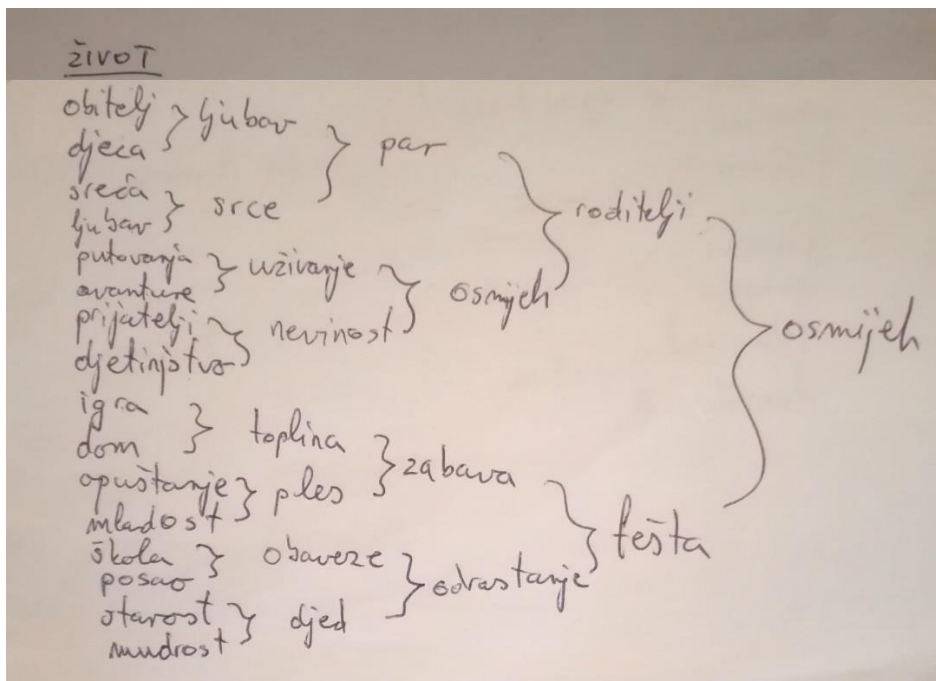 ŽIVOT
obitelj
djeca
ljubav
sreća
ljubav
srce
par
putovanja
avanture
uživanje
prijatelji
djetinjstvo
nevinost
osmijeh
roditelji
igra
dom
toplina
opuštanje
mladost
ples
zabava
škola
posao
obaveze
starost
mudrost
djed
odrastanje
fešta
osmijeh